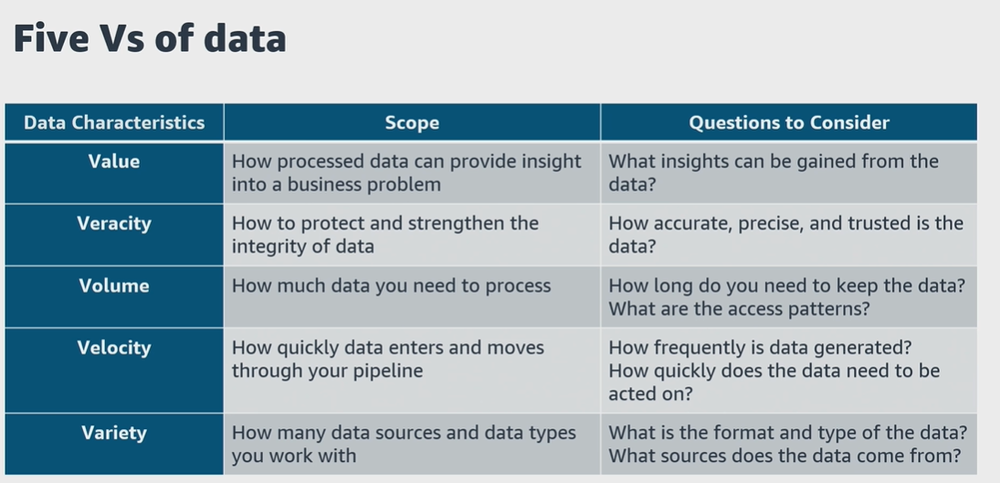 Five Vs of data
Data Characteristics
Scope
Questions to Consider
Value
How processed data can provide insight
into a business problem
What insights can be gained from the
data?
Veracity
How to protect and strengthen the
integrity of data
How accurate, precise, and trusted is the
data?
Volume
How much data you need to process
How long do you need to keep the data?
What are the access patterns?
Velocity
How quickly data enters and moves
through your pipeline
How frequently is data generated?
How quickly does the data need to be
acted on?
Variety
How many data sources and data types
you work with
What is the format and type of the data?
What sources does the data come from?